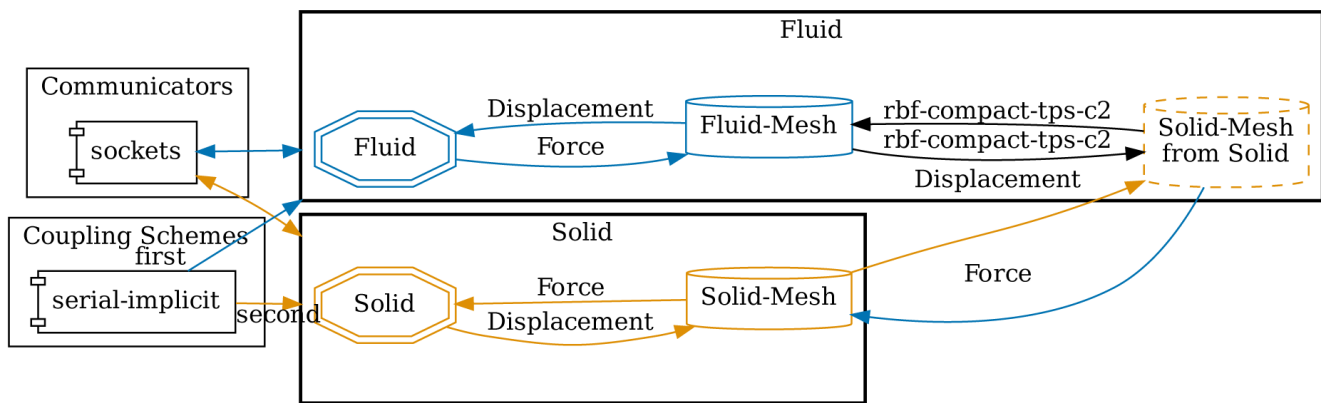 Fluid
Communicators
sockets
Fluid
Displacement
Force
Fluid-Mesh
rbf-compact-tps-c2
rbf-compact-tps-c2
Solid-Mesh
from Solid
Displacement
Coupling Schemes
first
serial-implicit
second
Solid
Solid
Force
Displacement
Solid-Mesh
Force